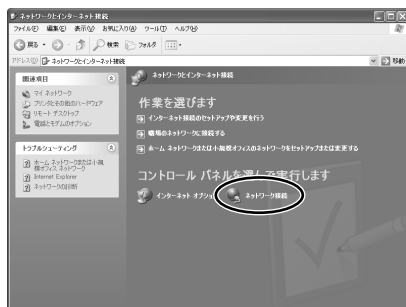 ネットワークとインターネット接続
ファイル(F) 編集(E) 表示(V) お気に入り(A) ツール(T) ヘルプ(H)
戻る 検索 フォルダ
アドレス(D) ネットワークとインターネット接続 移動
関連項目
マイ ネットワーク
プリンタとその他のハードウェア
リモート デスクトップ
電話とモデムのオプション
トラブルシューティング
ホーム ネットワークまたは小規
模オフィス ネットワーク
Internet Explorer
ネットワークの診断
ネットワークとインターネット接続
作業を選びます
インターネット接続のセットアップや変更を行う
職場のネットワークに接続する
ホーム ネットワークまたは小規模オフィスのネットワークをセットアップまたは変更する
コントロール パネルを選んで実行します
インターネット オプション
ネットワーク接続